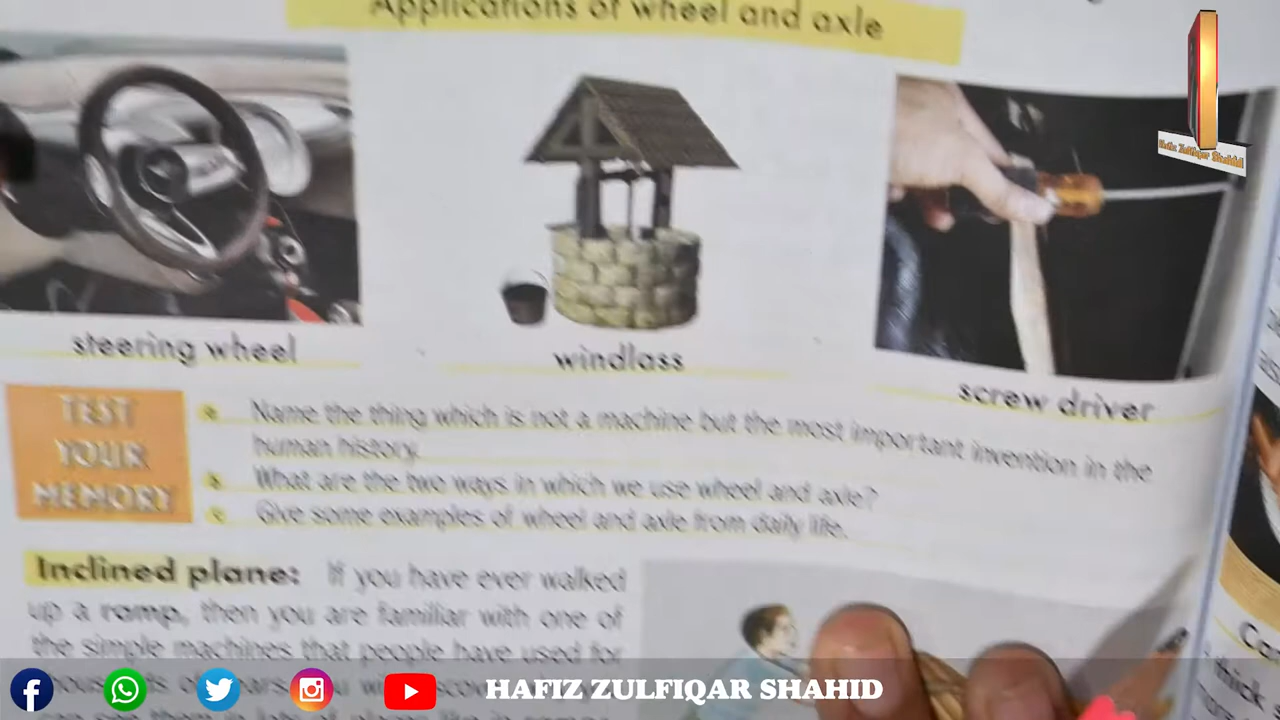 Applications of wheel and axle
Hafiz Zulfiqar Shahid
steering wheel
windlass
screw driver
TEST
YOUR
MEMORY
a. Name the thing which is not a machine but the most important invention in the
human history.
b. What are the two ways in which we use wheel and axle?
c. Give some examples of wheel and axle from daily life.
Inclined plane: If you have ever walked
up a ramp, then you are familiar with one of
the simple machines that people have used for
HAFIZ ZULFIQAR SHAHID